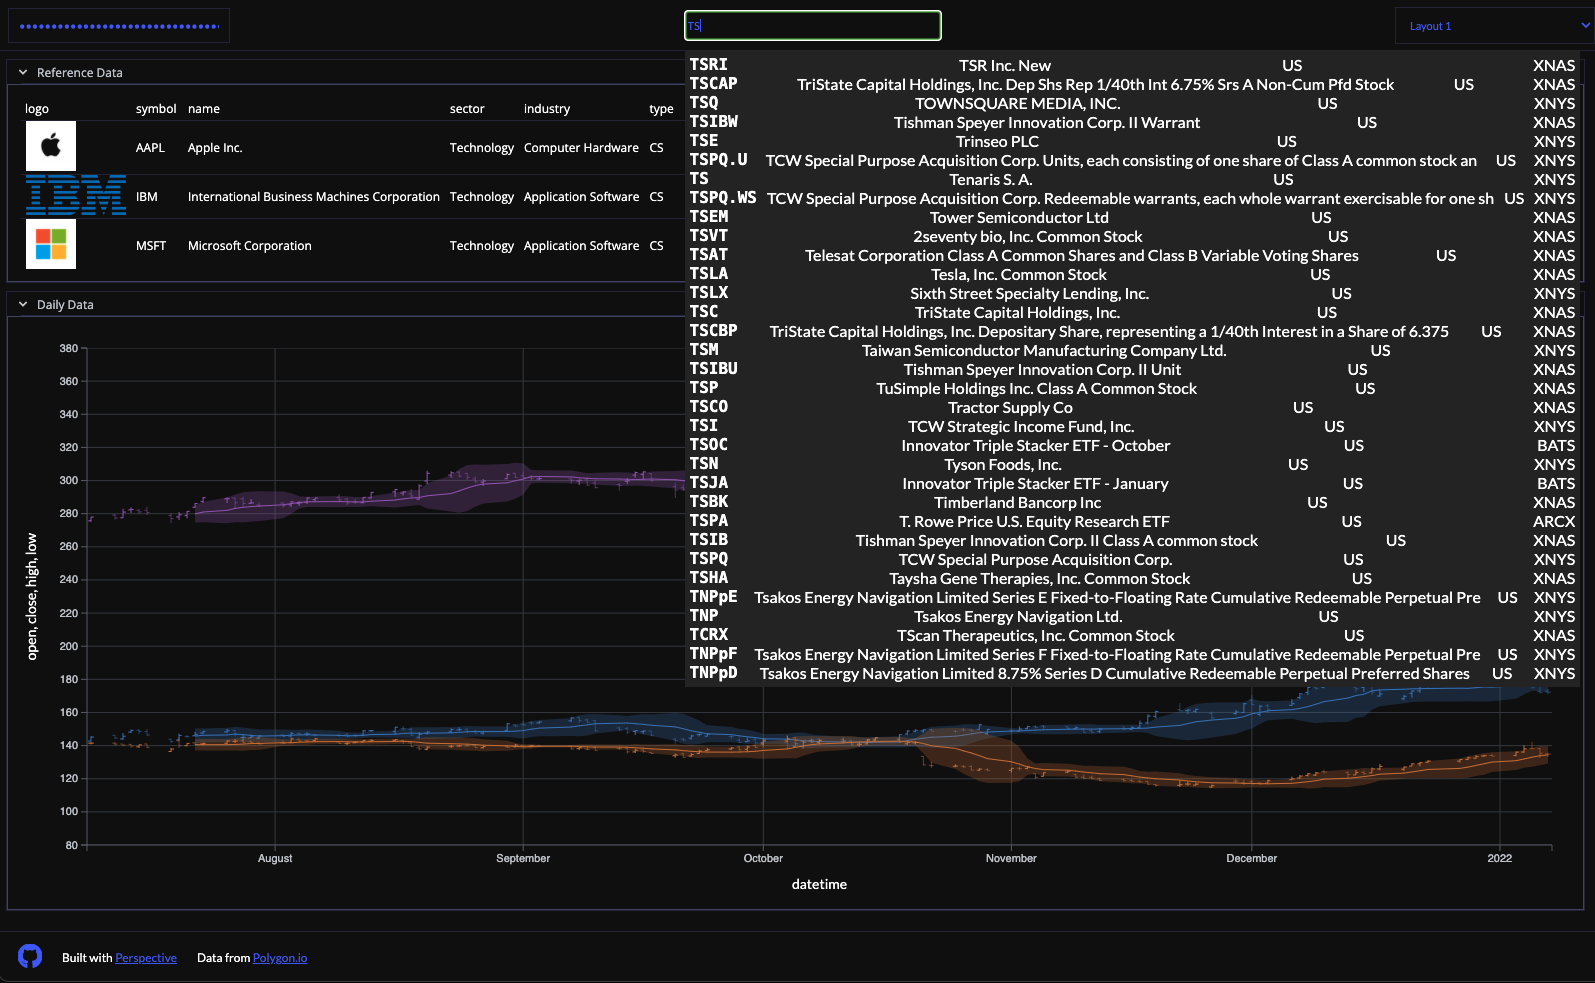 ••••••••••••••••••••••••••••••••••
TS
Layout 1
Reference Data
logo symbol name sector industry type
AAPL Apple Inc. Technology Computer Hardware CS
IBM IBM International Business Machines Corporation Technology Application Software CS
MSFT Microsoft Corporation Technology Application Software CS
TSRI TSR Inc. New US XNAS
TSCAP TriState Capital Holdings, Inc. Dep Shs Rep 1/40th Int 6.75% Srs A Non-Cum Pfd Stock US XNAS
TSQ TOWNSQUARE MEDIA, INC. US XNYS
TSIBW Tishman Speyer Innovation Corp. II Warrant US XNAS
TSE Trinseo PLC US XNYS
TSPQ.U TCW Special Purpose Acquisition Corp. Units, each consisting of one share of Class A common stock an US XNYS
TS Tenaris S. A. US XNYS
TSPQ.WS TCW Special Purpose Acquisition Corp. Redeemable warrants, each whole warrant exercisable for one sh US XNYS
TSEM Tower Semiconductor Ltd US XNAS
TSVT 2seventy bio, Inc. Common Stock US XNAS
TSAT Telesat Corporation Class A Common Shares and Class B Variable Voting Shares US XNAS
TSLA Tesla, Inc. Common Stock US XNAS
TSLX Sixth Street Specialty Lending, Inc. US XNYS
TSC TriState Capital Holdings, Inc. US XNAS
TSCBP TriState Capital Holdings, Inc. Depositary Share, representing a 1/40th Interest in a Share of 6.375 US XNAS
TSM Taiwan Semiconductor Manufacturing Company Ltd. US XNYS
TSIBU Tishman Speyer Innovation Corp. II Unit US XNAS
TSP TuSimple Holdings Inc. Class A Common Stock US XNAS
TSCO Tractor Supply Co US XNAS
TSI TCW Strategic Income Fund, Inc. US XNYS
TSOC Innovator Triple Stacker ETF - October US BATS
TSN Tyson Foods, Inc. US XNYS
TSJA Innovator Triple Stacker ETF - January US BATS
TSBK Timberland Bancorp Inc US XNAS
TSPA T. Rowe Price U.S. Equity Research ETF US ARCX
TSIB Tishman Speyer Innovation Corp. II Class A common stock US XNAS
TSPQ TCW Special Purpose Acquisition Corp. US XNYS
TSHA Taysha Gene Therapies, Inc. Common Stock US XNAS
TNPpE Tsakos Energy Navigation Limited Series E Fixed-to-Floating Rate Cumulative Redeemable Perpetual Pre US XNYS
TNP Tsakos Energy Navigation Ltd. US XNYS
TCRX TScan Therapeutics, Inc. Common Stock US XNAS
TNPpF Tsakos Energy Navigation Limited Series F Fixed-to-Floating Rate Cumulative Redeemable Perpetual Pre US XNYS
TNPpD Tsakos Energy Navigation Limited 8.75% Series D Cumulative Redeemable Perpetual Preferred Shares US XNYS
Daily Data
380
360
340
320
300
280
260
240
220
200
180
160
140
120
100
80
open, close, high, low
August September October November December 2022
datetime
Built with Perspective Data from Polygon.io